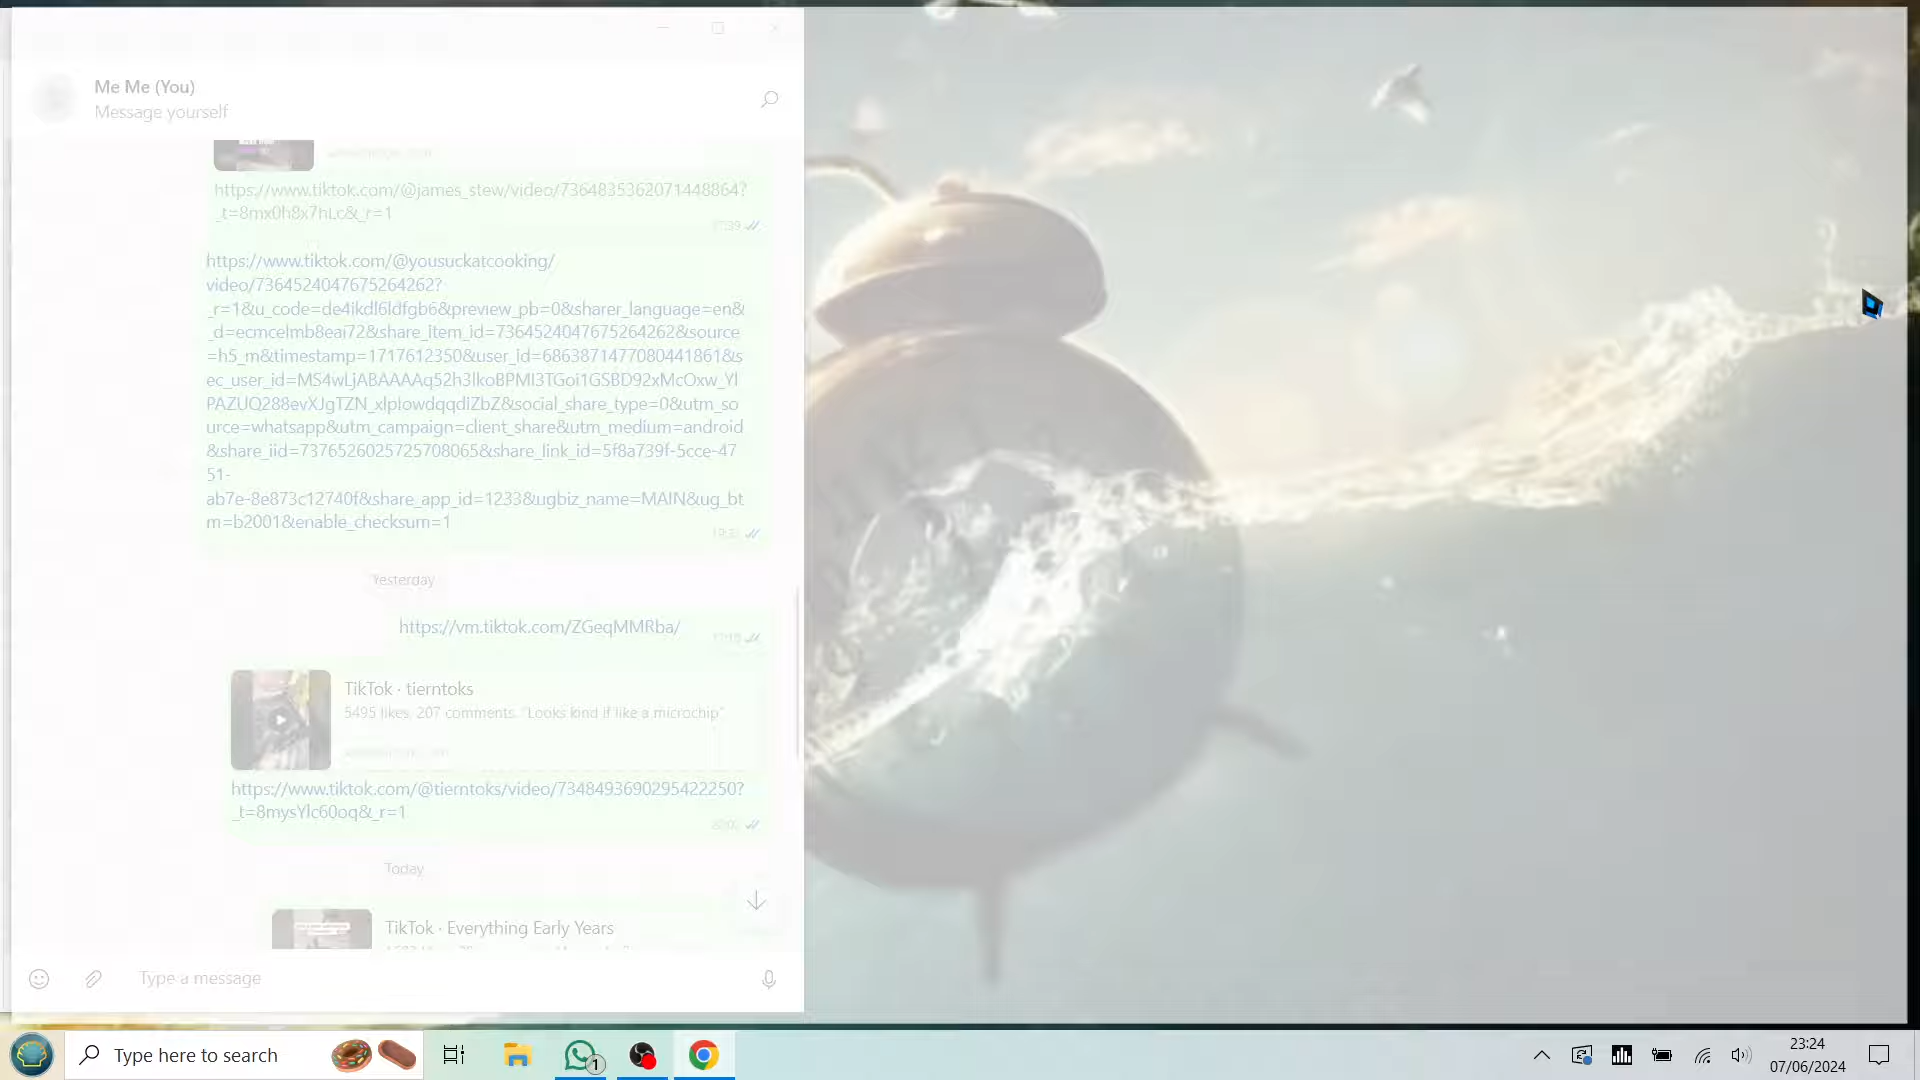 Me Me (You)
Message yourself
https://www.tiktok.com/@james_stew/video/7364835362071448864?
_t=8mx0h8x7hLc&_r=1
17:39
https://www.tiktok.com/@yousuckatcooking/
video/7364524047675264262?
_r=1&u_code=de4ikdl6ldfgb6&preview_pb=0&sharer_language=en&
_d=ecmcelmb8eai72&share_item_id=7364524047675264262&source
=h5_m&timestamp=1717612350&user_id=6863871477080441861&s
ec_user_id=MS4wLjABAAAAq52h3lkoBPMI3TGoi1GSBD92xMcOxw_Yl
PAZUQ288evXJgTZN_xlplowdqqdiZbZ&social_share_type=0&utm_so
urce=whatsapp&utm_campaign=client_share&utm_medium=android
&share_iid=7376526025725708065&share_link_id=5f8a739f-5cce-47
51-
ab7e-8e873c12740f&share_app_id=1233&ugbiz_name=MAIN&ug_bt
m=b2001&enable_checksum=1
Yesterday
https://vm.tiktok.com/ZGeqMMRba/
TikTok · tierntoks
5495 likes, 207 comments. "Looks kind if like a microchip"
https://www.tiktok.com/@tierntoks/video/7348493690295422250?
_t=8mysYlc60oq&_r=1
Today
TikTok · Everything Early Years
Type a message
Type here to search
1
23:24
07/06/2024